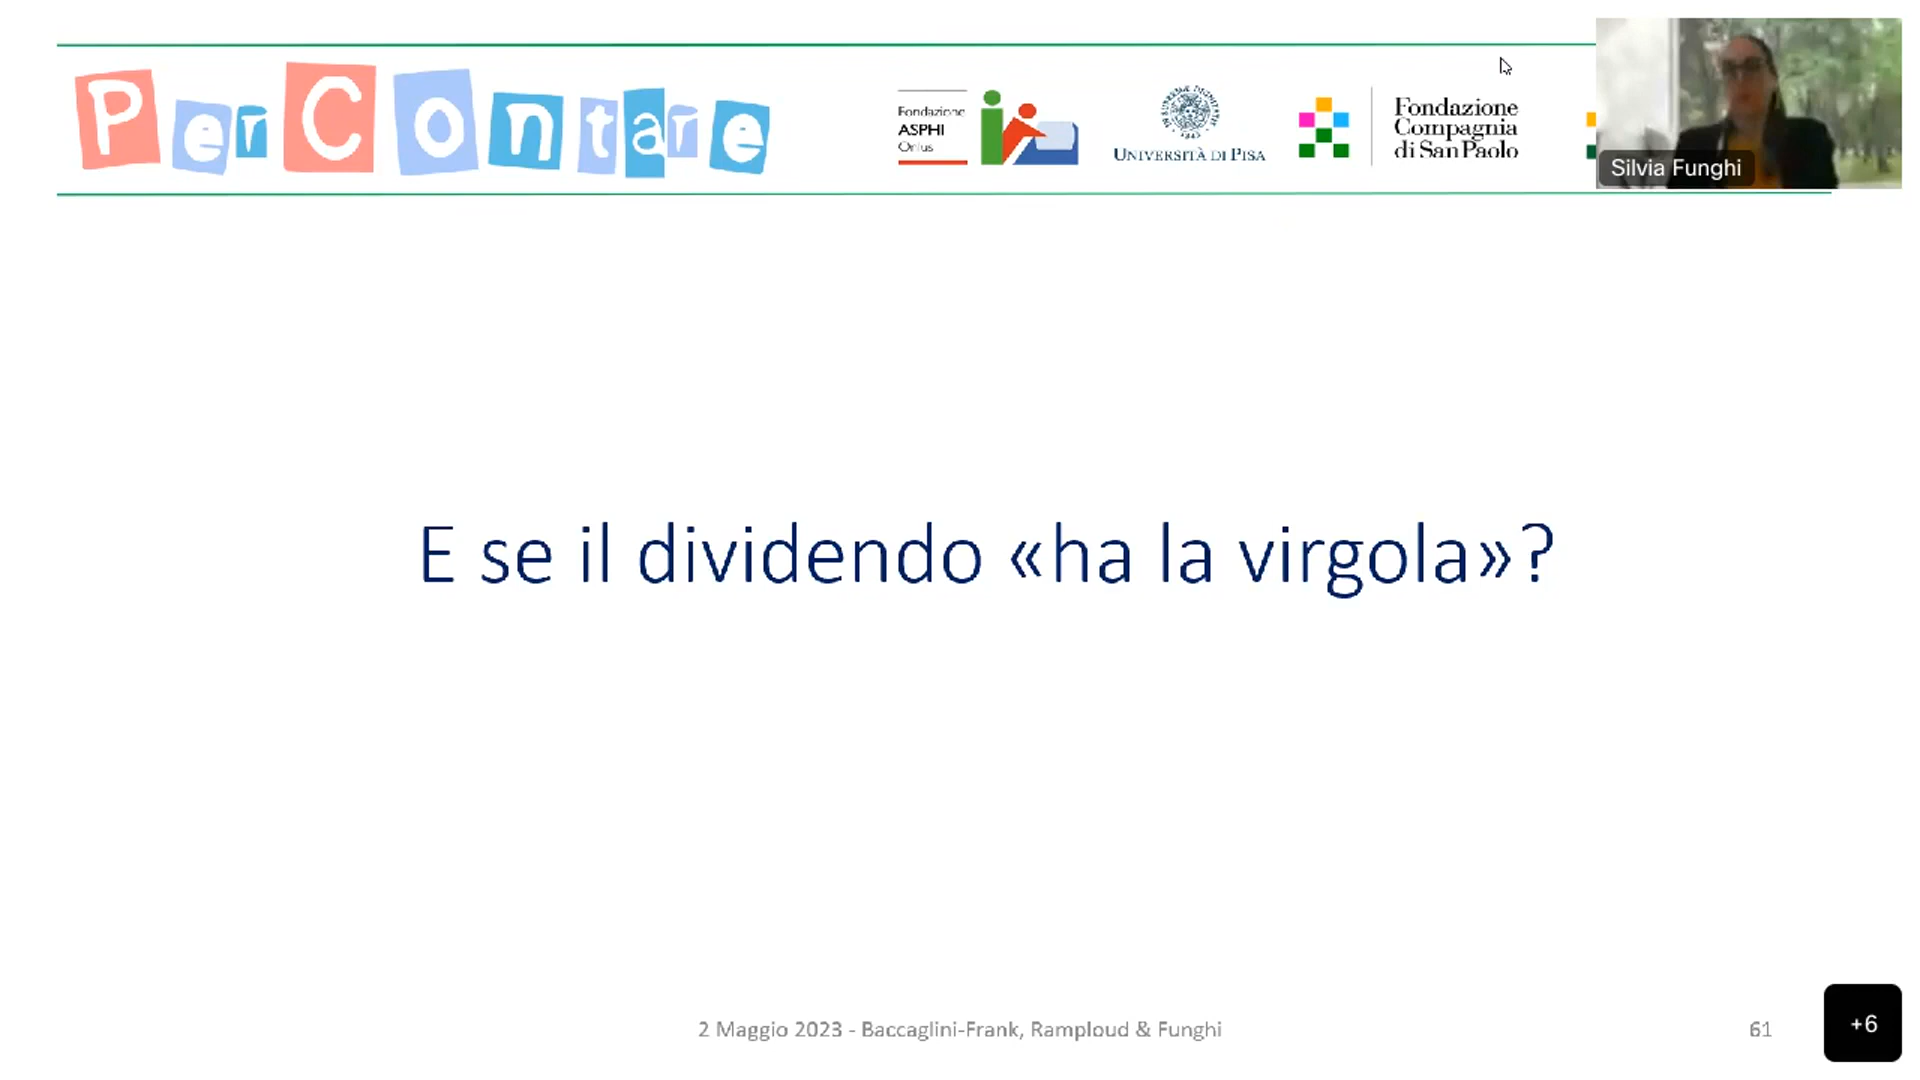 PerContare
Fondazione
ASPHI
Onlus
UNIVERSITÀ DI PISA
Fondazione
Compagnia
di San Paolo
Silvia Funghi
E se il dividendo «ha la virgola»?
2 Maggio 2023 - Baccaglini-Frank, Ramploud & Funghi
61
+6